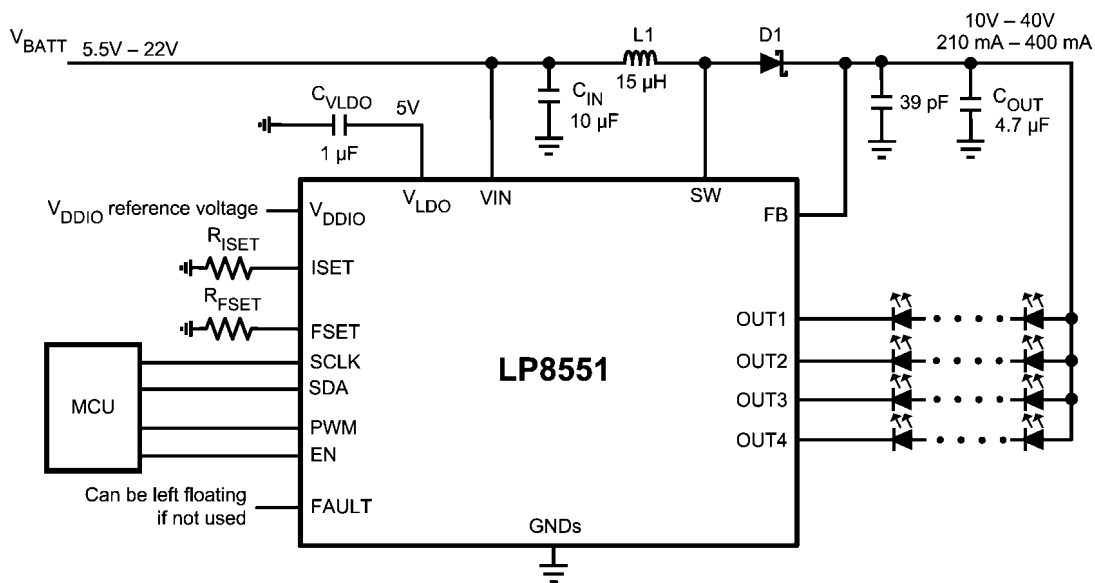 10V – 40V
210 mA – 400 mA
VBATT
5.5V – 22V
L1
D1
15 µH
CVLDO
5V
1 µF
CIN
10 µF
39 pF
COUT
4.7 µF
VLDO
VIN
SW
VDDIO reference voltage
VDDIO
FB
RISET
ISET
RFSET
FSET
OUT1
SCLK
OUT2
SDA
LP8551
MCU
OUT3
PWM
OUT4
EN
Can be left floating
if not used
FAULT
GNDs